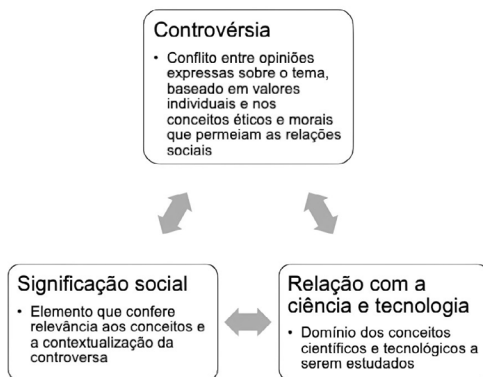 Controvérsia
• Conflito entre opiniões
expressas sobre o tema,
baseado em valores
individuais e nos
conceitos éticos e morais
que permeiam as relações
sociais
Significação social
• Elemento que confere
relevância aos conceitos e
a contextualização da
controversa
Relação com a
ciência e tecnologia
• Domínio dos conceitos
científicos e tecnológicos a
serem estudados